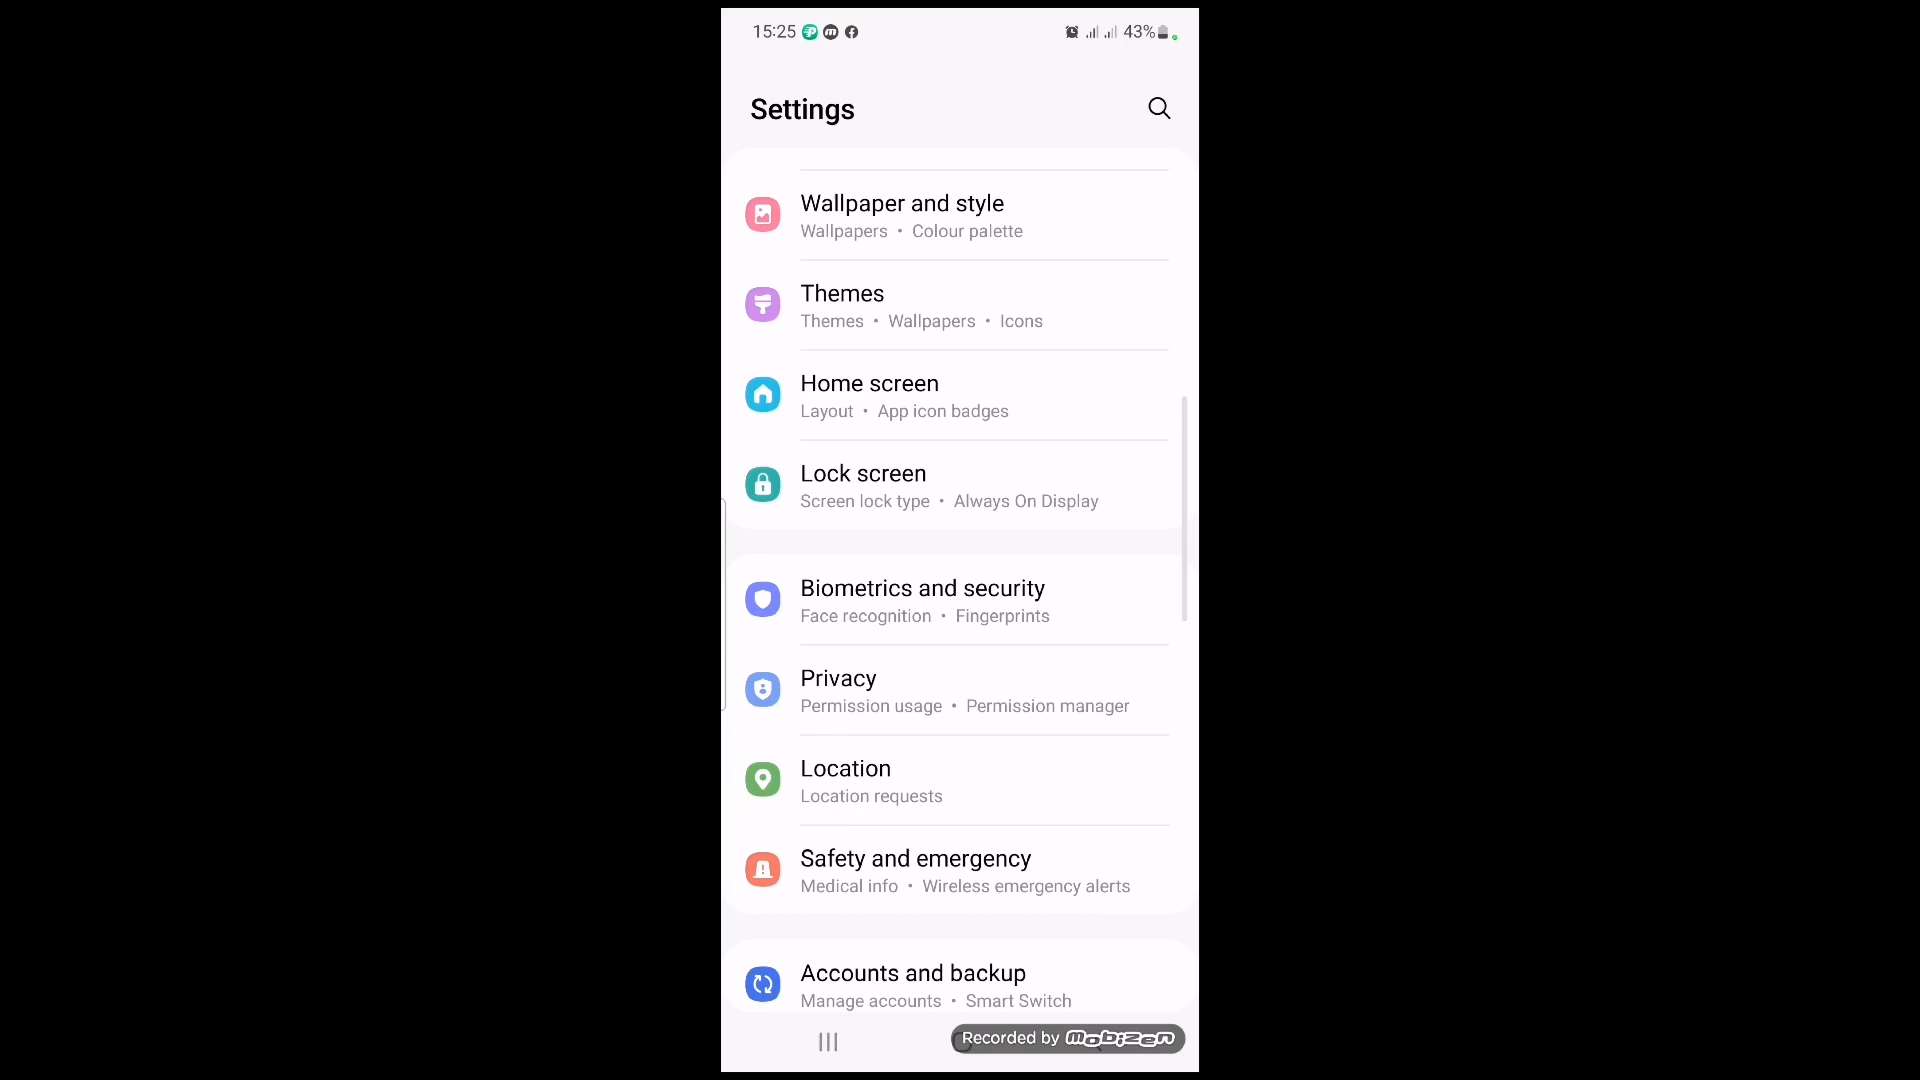 15:25 43%
Settings
Wallpaper and style
Wallpapers • Colour palette
Themes
Themes • Wallpapers • Icons
Home screen
Layout • App icon badges
Lock screen
Screen lock type • Always On Display
Biometrics and security
Face recognition • Fingerprints
Privacy
Permission usage • Permission manager
Location
Location requests
Safety and emergency
Medical info • Wireless emergency alerts
Accounts and backup
Manage accounts • Smart Switch
Recorded by mobizen